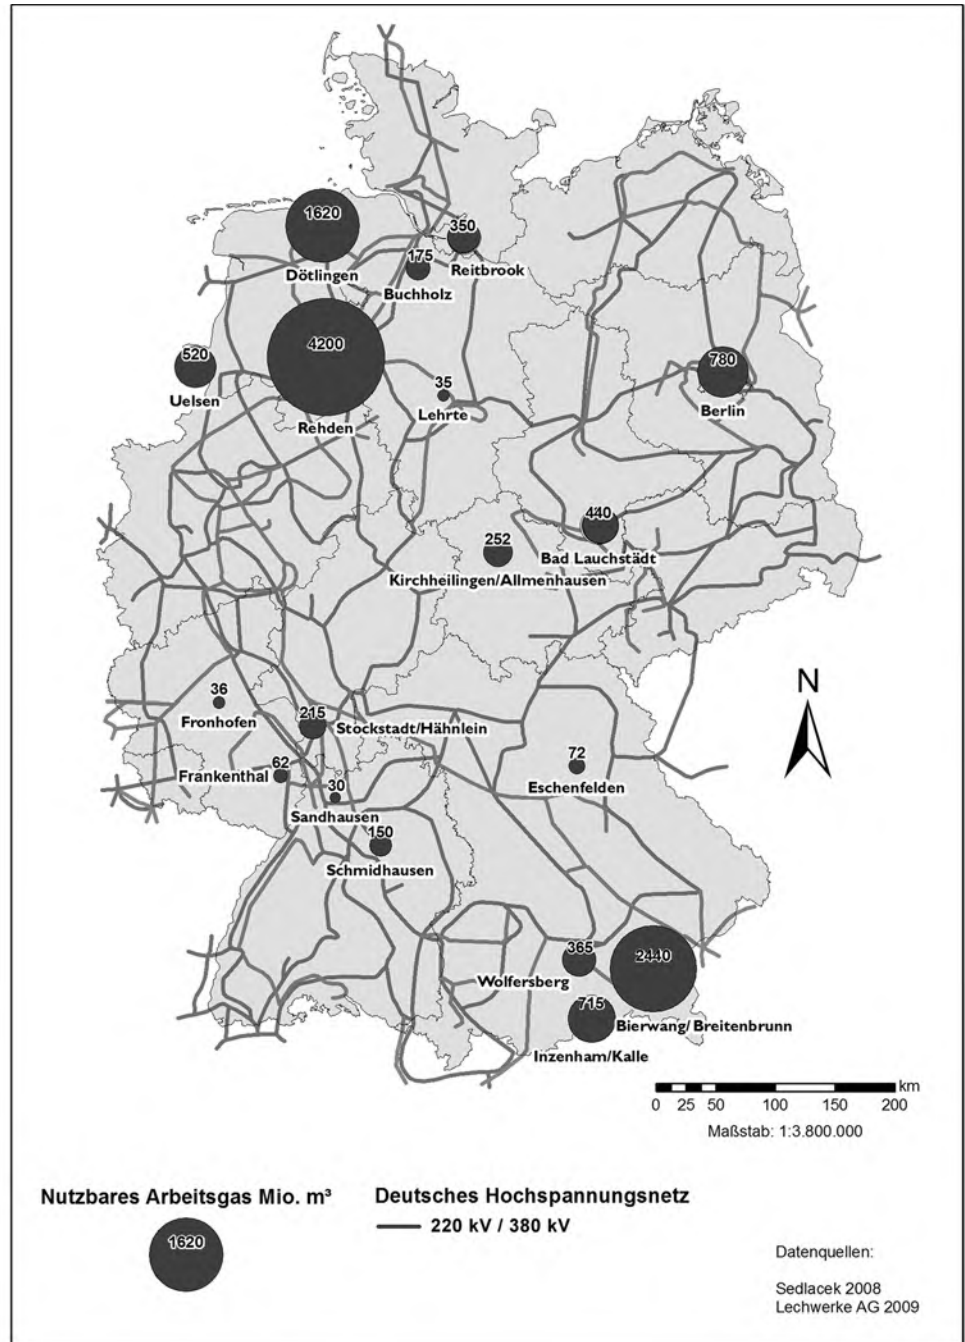 1620
Dötlingen
350
Reitbrook
175
Buchholz
4200
Rehden
520
Uelsen
35
Lehrte
780
Berlin
440
Bad Lauchstädt
252
Kirchheilingen/Allmenhausen
36
Fronhofen
215
Stockstadt/Hähnlein
62
Frankenthal
30
Sandhausen
72
Eschenfelden
150
Schmidhausen
365
Wolfersberg
2440
Bierwang/ Breitenbrunn
715
Inzenham/Kalle
N
km
0 25 50 100 150 200
Maßstab: 1:3.800.000
Nutzbares Arbeitsgas Mio. m³
1620
Deutsches Hochspannungsnetz
220 kV / 380 kV
Datenquellen:
Sedlacek 2008
Lechwerke AG 2009